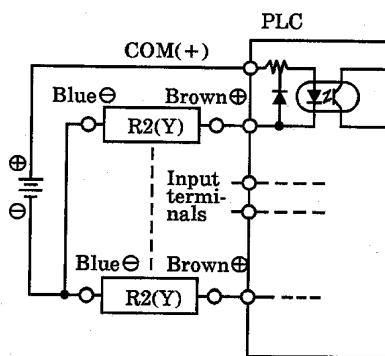 PLC
COM(+)
Blue⊖ Brown⊕
R2(Y)
⊕
Input
termi-
nals
⊖
Blue⊖ Brown⊕
R2(Y)